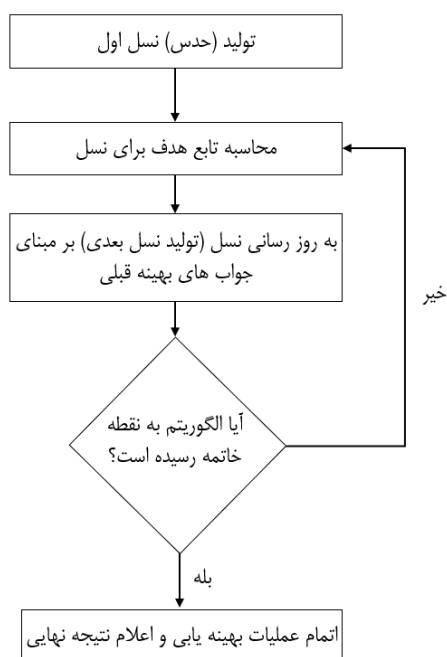 تولید (حدس) نسل اول
محاسبه تابع هدف برای نسل
به روز رسانی نسل (تولید نسل بعدی) بر مبنای
جواب های بهینه قبلی
خیر
آیا الگوریتم به نقطه
خاتمه رسیده است؟
بله
اتمام عملیات بهینه یابی و اعلام نتیجه نهایی